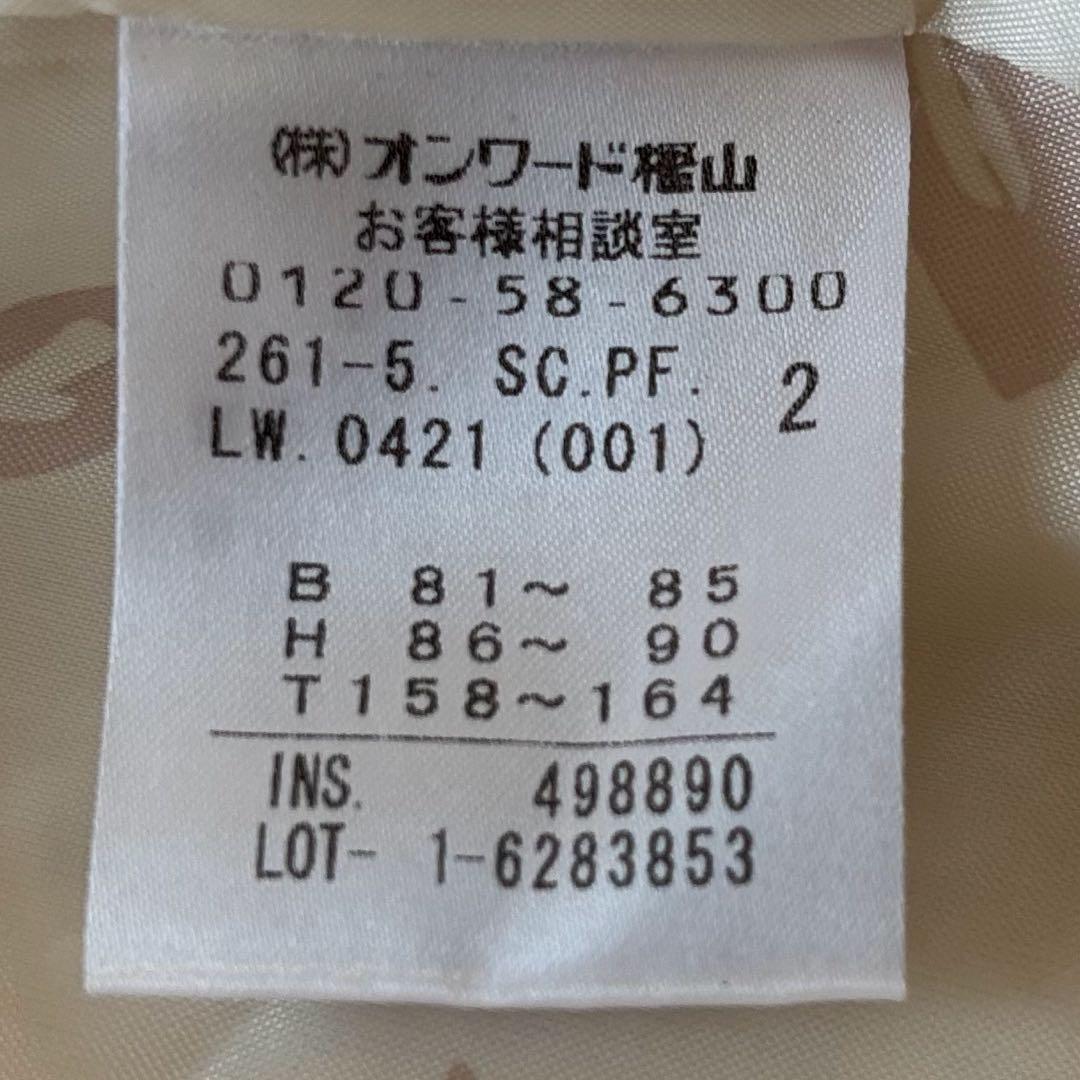 (株)オンワード樫山
お客様相談室
0120-58-6300
261-5. SC.PF. 2
LW. 0421 (001)
B 81~ 85
H 86~ 90
T158~164
INS. 498890
LOT- 1-6283853